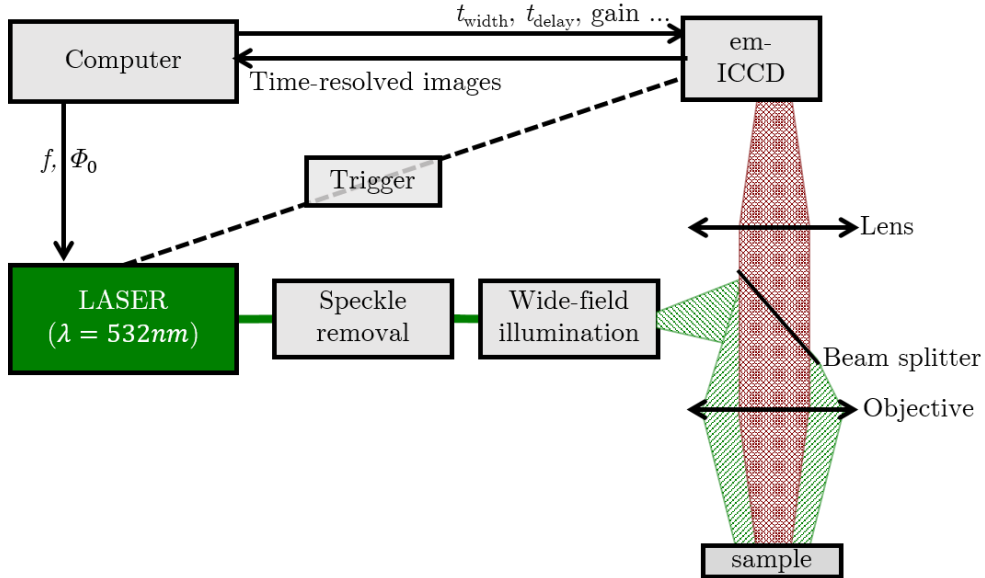 t_width, t_delay, gain ...
Computer
em-
ICCD
Time-resolved images
f, Φ₀
Trigger
Lens
LASER
(λ = 532nm)
Speckle
removal
Wide-field
illumination
Beam splitter
Objective
sample